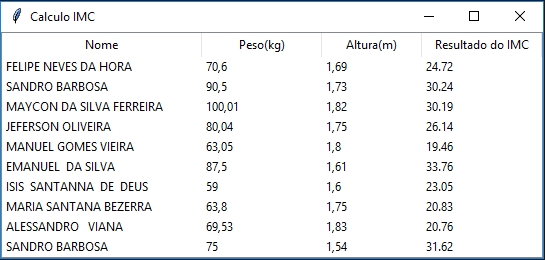 Calculo IMC
Nome Peso(kg) Altura(m) Resultado do IMC
FELIPE NEVES DA HORA 70,6 1,69 24.72
SANDRO BARBOSA 90,5 1,73 30.24
MAYCON DA SILVA FERREIRA 100,01 1,82 30.19
JEFERSON OLIVEIRA 80,04 1,75 26.14
MANUEL GOMES VIEIRA 63,05 1,8 19.46
EMANUEL  DA SILVA 87,5 1,61 33.76
ISIS  SANTANNA  DE  DEUS 59 1,6 23.05
MARIA SANTANA BEZERRA 63,8 1,75 20.83
ALESSANDRO   VIANA 69,53 1,83 20.76
SANDRO BARBOSA 75 1,54 31.62